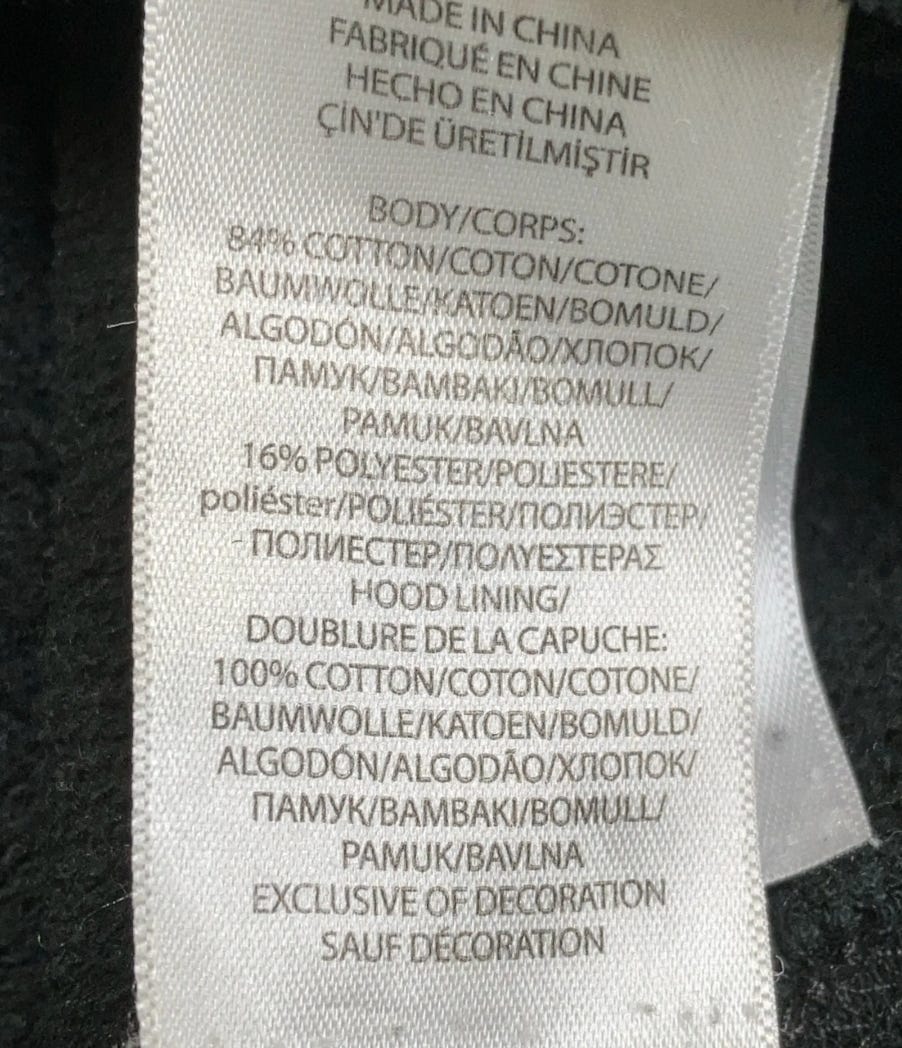 MADE IN CHINA
FABRIQUÉ EN CHINE
HECHO EN CHINA
ÇİN'DE ÜRETİLMİŞTİR
BODY/CORPS:
84% COTTON/COTON/COTONE/
BAUMWOLLE/KATOEN/BOMULD/
ALGODÓN/ALGODÃO/ХЛОПОК/
ПАМУК/BAMBAKI/BOMULL/
PAMUK/BAVLNA
16% POLYESTER/POLIESTERE/
poliéster/POLIÉSTER/ПОЛИЭСТЕР/
ПОЛИЕСТЕР/ΠΟΛΥΕΣΤΕΡΑΣ
HOOD LINING/
DOUBLURE DE LA CAPUCHE:
100% COTTON/COTON/COTONE/
BAUMWOLLE/KATOEN/BOMULD/
ALGODÓN/ALGODÃO/ХЛОПОК/
ПАМУК/BAMBAKI/BOMULL/
PAMUK/BAVLNA
EXCLUSIVE OF DECORATION
SAUF DÉCORATION